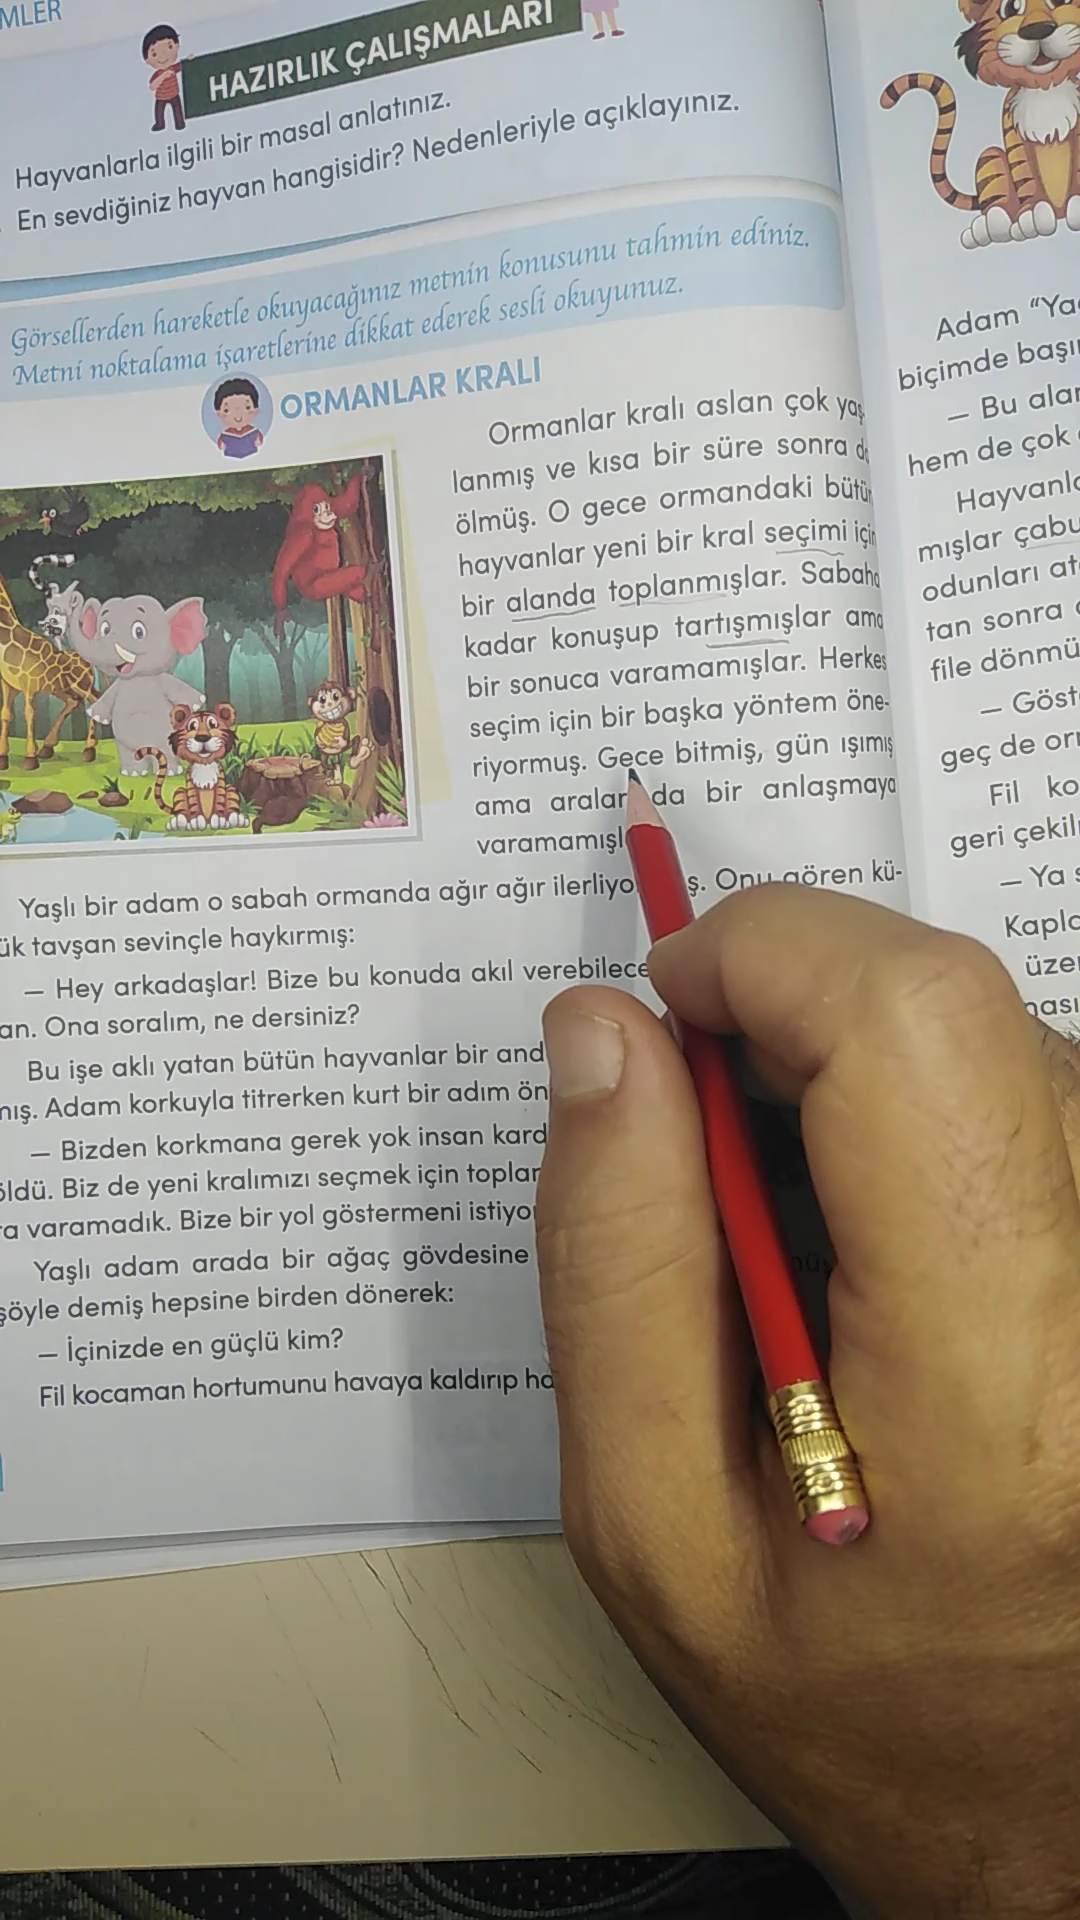 MLER
HAZIRLIK ÇALIŞMALARI
Hayvanlarla ilgili bir masal anlatınız.
En sevdiğiniz hayvan hangisidir? Nedenleriyle açıklayınız.
Görsellerden hareketle okuyacağınız metnin konusunu tahmin ediniz.
Metni noktalama işaretlerine dikkat ederek sesli okuyunuz.
ORMANLAR KRALI
Ormanlar kralı aslan çok yaş
lanmış ve kısa bir süre sonra
ölmüş. O gece ormandaki bütün
hayvanlar yeni bir kral seçimi için
bir alanda toplanmışlar. Sabaha
kadar konuşup tartışmışlar ama
bir sonuca varamamışlar. Herkes
seçim için bir başka yöntem öne-
riyormuş. Gece bitmiş, gün ışımış
ama da bir anlaşmaya
Yaşlı bir adam o sabah ormanda ağır ağır Onu gören kü-
ük tavşan sevinçle haykırmış:
— Hey arkadaşlar! Bize bu konuda akıl verebilece
an. Ona soralım, ne dersiniz?
Bu işe aklı yatan bütün hayvanlar bir and
mış. Adam korkuyla titrerken kurt bir adım ön
— Bizden korkmana gerek yok insan kard
öldü. Biz de yeni kralımızı seçmek için toplan
ra varamadık. Bize bir yol göstermeni istiyo
Yaşlı adam arada bir ağaç gövdesine
şöyle demiş hepsine birden dönerek:
— İçinizde en güçlü kim?
Fil kocaman hortumunu havaya kaldırıp ha
Adam "Ya
biçimde başı
— Bu alan
hem de çok
Hayvanla
mışlar çabu
odunları at
tan sonra
file dönmü
— Göst
geç de or
Fil ko
geri çekil
— Ya
Kapla
üze